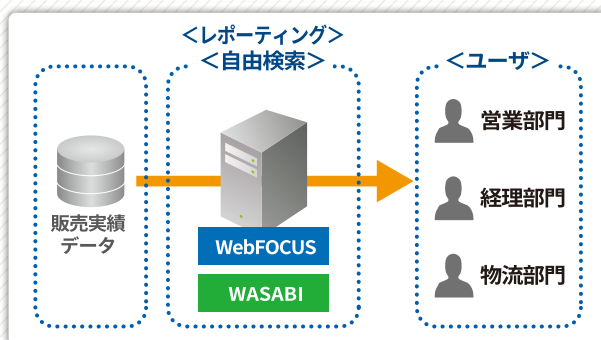 ＜レポーティング＞
＜自由検索＞
＜ユーザ＞
販売実績
データ
WebFOCUS
WASABI
営業部門
経理部門
物流部門